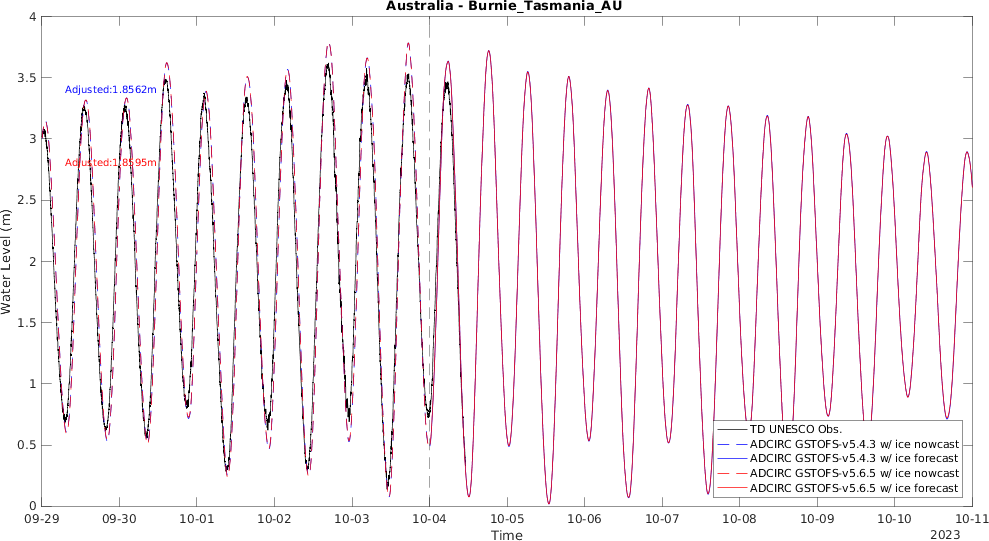 Australia - Burnie_Tasmania_AU
Water Level (m)
4
3.5
3
2.5
2
1.5
1
0.5
0
Adjusted:1.8562m
Adjusted:1.8595m
TD UNESCO Obs.
ADCIRC GSTOFS-v5.4.3 w/ ice nowcast
ADCIRC GSTOFS-v5.4.3 w/ ice forecast
ADCIRC GSTOFS-v5.6.5 w/ ice nowcast
ADCIRC GSTOFS-v5.6.5 w/ ice forecast
09-29 09-30 10-01 10-02 10-03 10-04 10-05 10-06 10-07 10-08 10-09 10-10 10-11
Time
2023